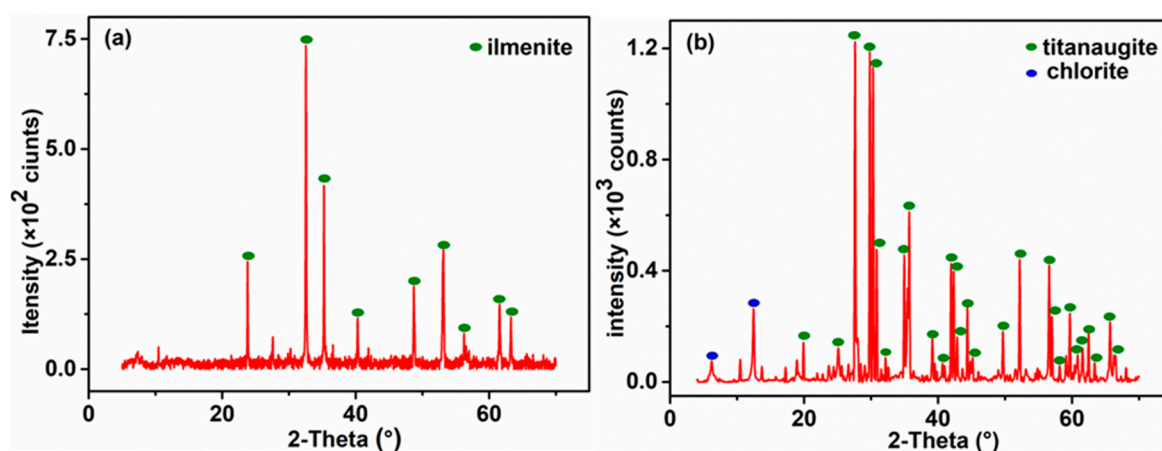 (a)
ilmenite
7.5
5.0
2.5
0.0
Itensity (×10² ciunts)
0
20
40
60
2-Theta (°)
(b)
titanaugite
chlorite
1.2
0.8
0.4
0.0
intensity (×10³ counts)
0
20
30
40
60
2-Theta (°)